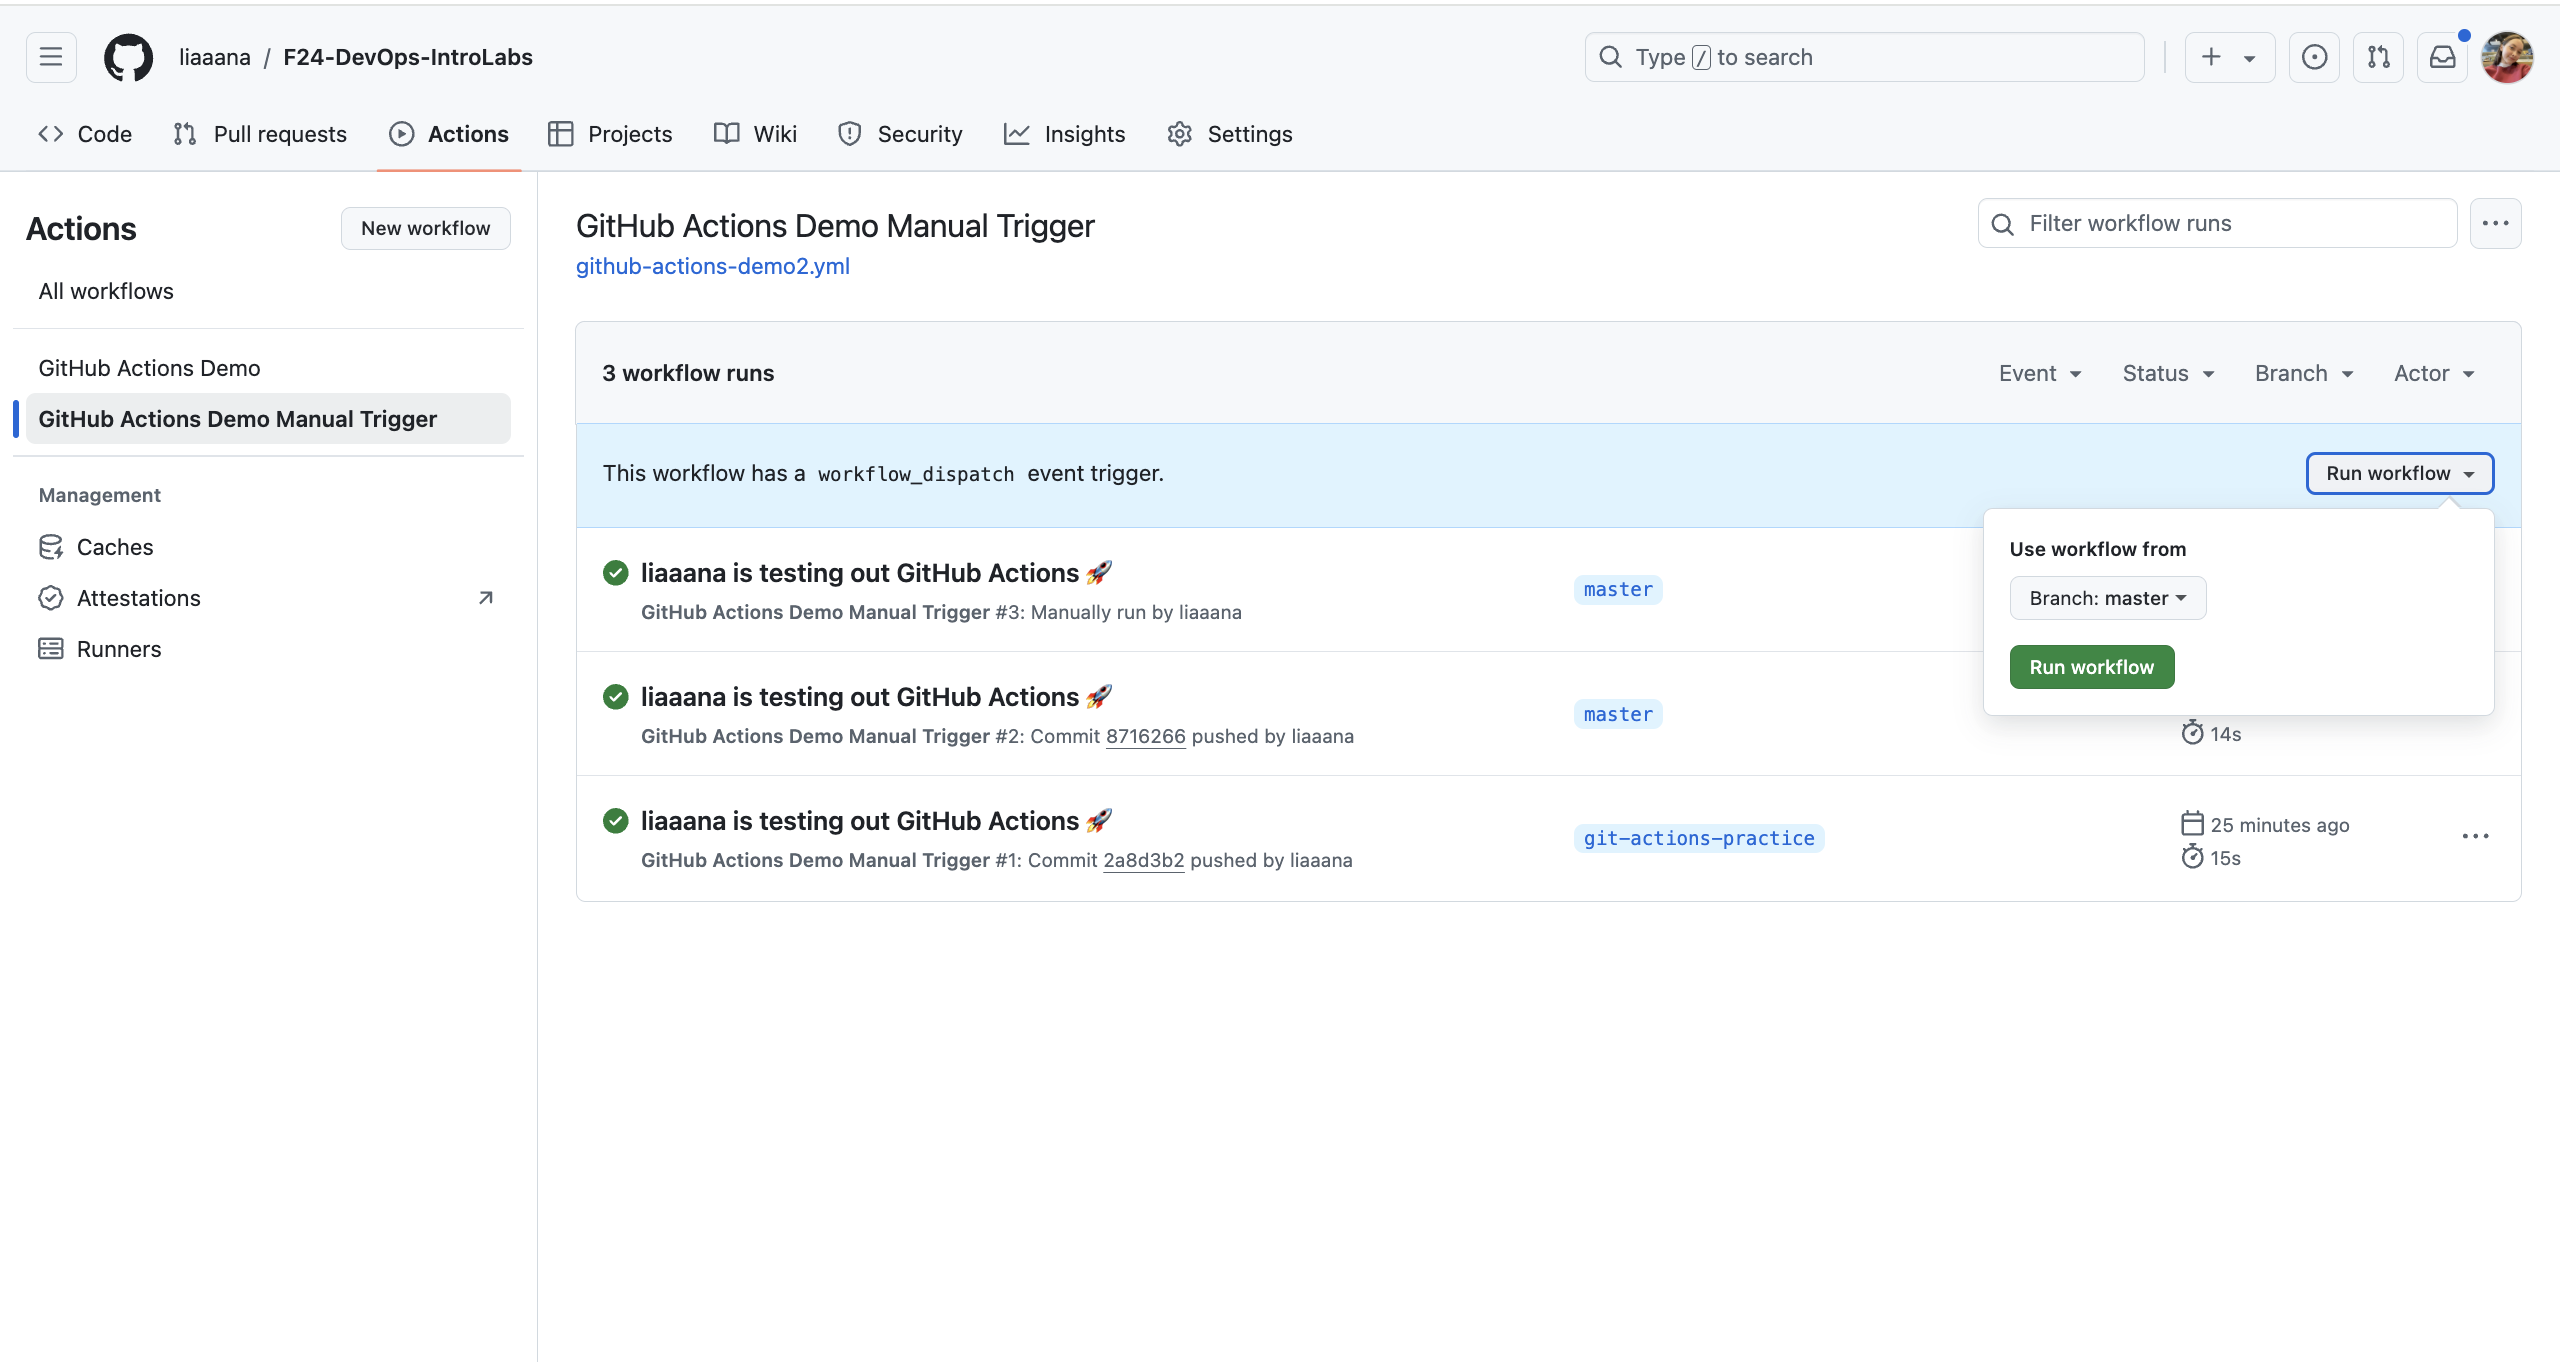 liaaana / F24-DevOps-IntroLabs
Type / to search
Code
Pull requests
Actions
Projects
Wiki
Security
Insights
Settings
Actions
New workflow
All workflows
GitHub Actions Demo
GitHub Actions Demo Manual Trigger
Management
Caches
Attestations
Runners
GitHub Actions Demo Manual Trigger
github-actions-demo2.yml
Filter workflow runs
3 workflow runs
Event
Status
Branch
Actor
This workflow has a workflow_dispatch event trigger.
Run workflow
Use workflow from
Branch: master
Run workflow
liaaana is testing out GitHub Actions 🚀
GitHub Actions Demo Manual Trigger #3: Manually run by liaaana
master
liaaana is testing out GitHub Actions 🚀
GitHub Actions Demo Manual Trigger #2: Commit 8716266 pushed by liaaana
master
14s
liaaana is testing out GitHub Actions 🚀
GitHub Actions Demo Manual Trigger #1: Commit 2a8d3b2 pushed by liaaana
git-actions-practice
25 minutes ago
15s